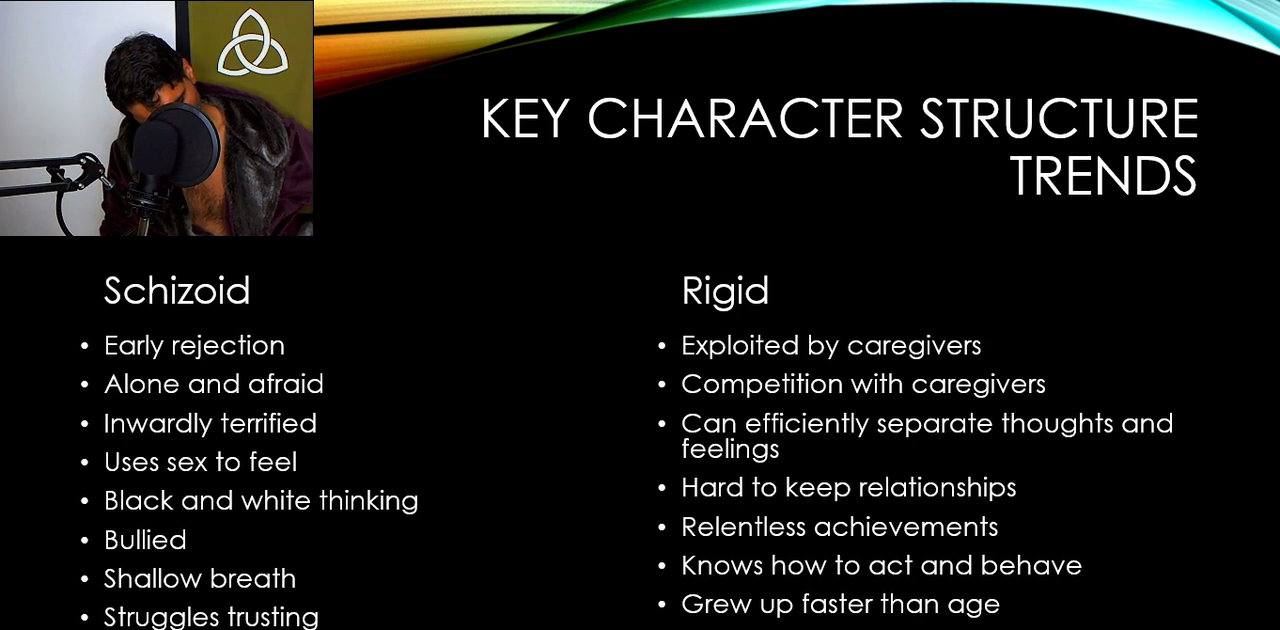 KEY CHARACTER STRUCTURE
TRENDS
Schizoid
• Early rejection
• Alone and afraid
• Inwardly terrified
• Uses sex to feel
• Black and white thinking
• Bullied
• Shallow breath
• Struggles trusting
Rigid
• Exploited by caregivers
• Competition with caregivers
• Can efficiently separate thoughts and
feelings
• Hard to keep relationships
• Relentless achievements
• Knows how to act and behave
• Grew up faster than age